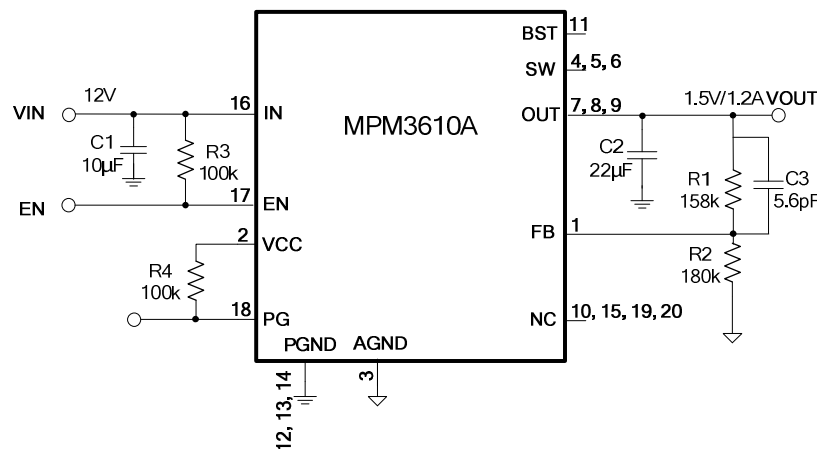 BST
11
SW
4, 5, 6
12V
1.5V/1.2A VOUT
VIN
16
IN
OUT
7, 8, 9
MPM3610A
C1
10µF
R3
100k
C2
22µF
R1
158k
C3
5.6pF
EN
17
EN
2
VCC
FB
1
R4
100k
R2
180k
18
PG
NC
10, 15, 19, 20
PGND
AGND
12, 13, 14
3